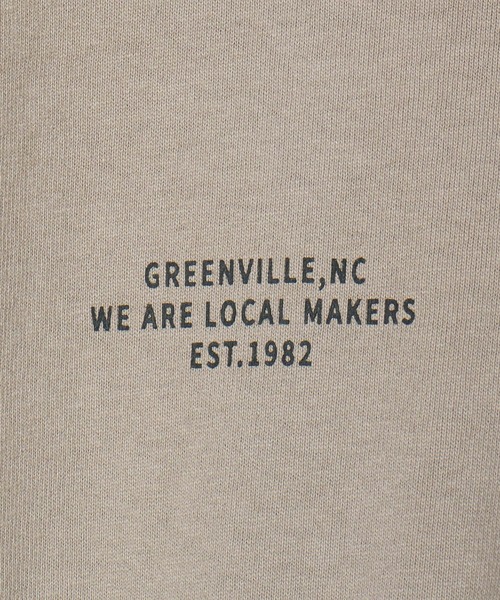 GREENVILLE,NC
WE ARE LOCAL MAKERS
EST.1982